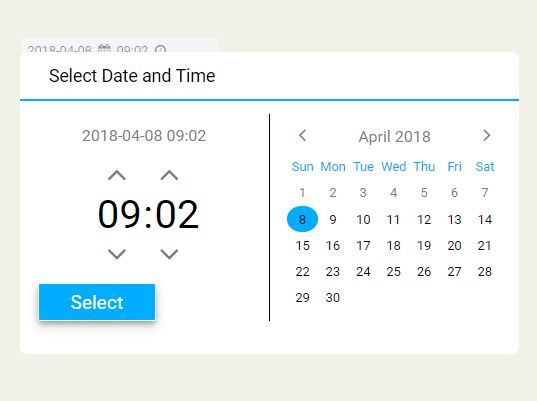 2018-04-08 09:02
Select Date and Time
2018-04-08 09:02
09:02
Select
April 2018
Sun Mon Tue Wed Thu Fri Sat
1 2 3 4 5 6 7
8 9 10 11 12 13 14
15 16 17 18 19 20 21
22 23 24 25 26 27 28
29 30